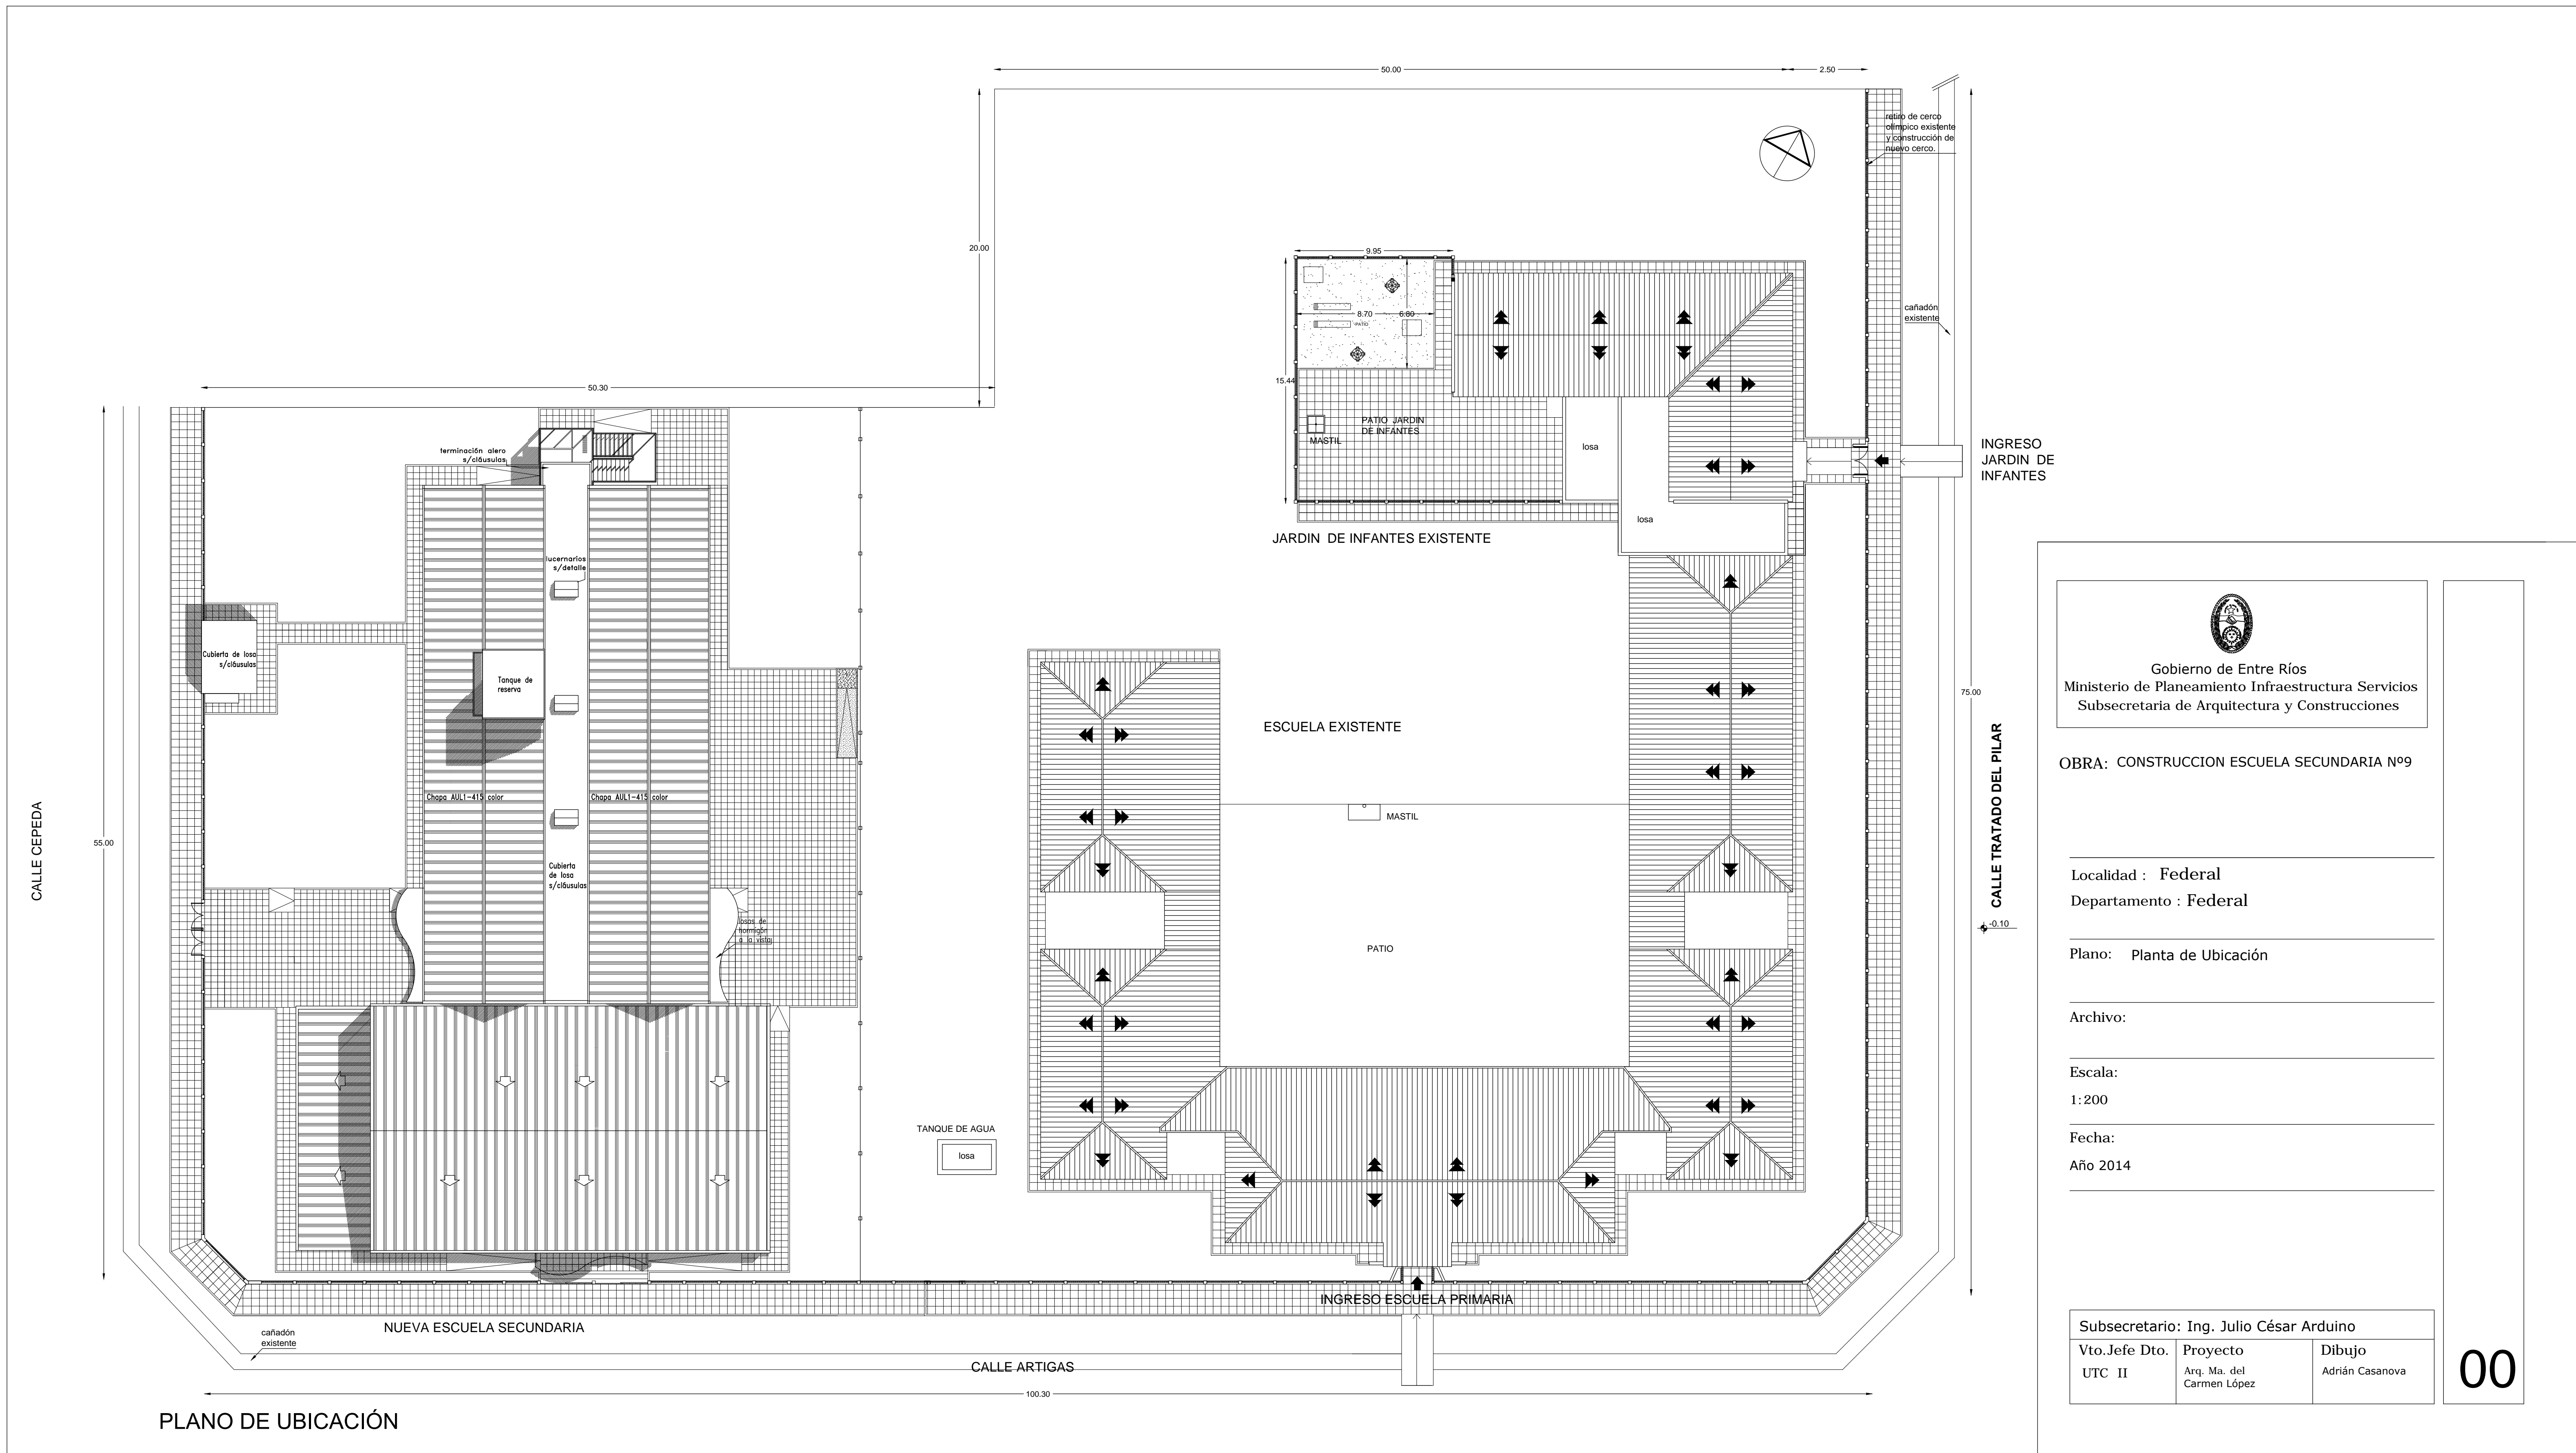 50.00
2.50
retiro de cerco
olímpico existente
y construcción de
nuevo cerco.
20.00
9.95
8.70
6.80
PATIO
cañadón
existente
50.30
15.44
PATIO JARDIN
DE INFANTES
MASTIL
losa
losa
INGRESO
JARDIN DE
INFANTES
terminación alero
s/cláusulas
JARDIN DE INFANTES EXISTENTE
lucernarios
s/detalle
Cubierta de losa
s/cláusulas
Tanque de
reserva
75.00
ESCUELA EXISTENTE
Chapa AUL1-415 color
Chapa AUL1-415 color
MASTIL
CALLE CEPEDA
55.00
Cubierta
de losa
s/cláusulas
CALLE TRATADO DEL PILAR
-0.10
losas de
hormigón
a la vista
PATIO
TANQUE DE AGUA
losa
INGRESO ESCUELA PRIMARIA
NUEVA ESCUELA SECUNDARIA
cañadón
existente
CALLE ARTIGAS
100.30
PLANO DE UBICACIÓN
Gobierno de Entre Ríos
Ministerio de Planeamiento Infraestructura Servicios
Subsecretaria de Arquitectura y Construcciones
OBRA: CONSTRUCCION ESCUELA SECUNDARIA Nº9
Localidad : Federal
Departamento : Federal
Plano: Planta de Ubicación
Archivo:
Escala:
1:200
Fecha:
Año 2014
Subsecretario: Ing. Julio César Arduino
Vto.Jefe Dto. Proyecto Dibujo
UTC II Arq. Ma. del Adrián Casanova
Carmen López
00